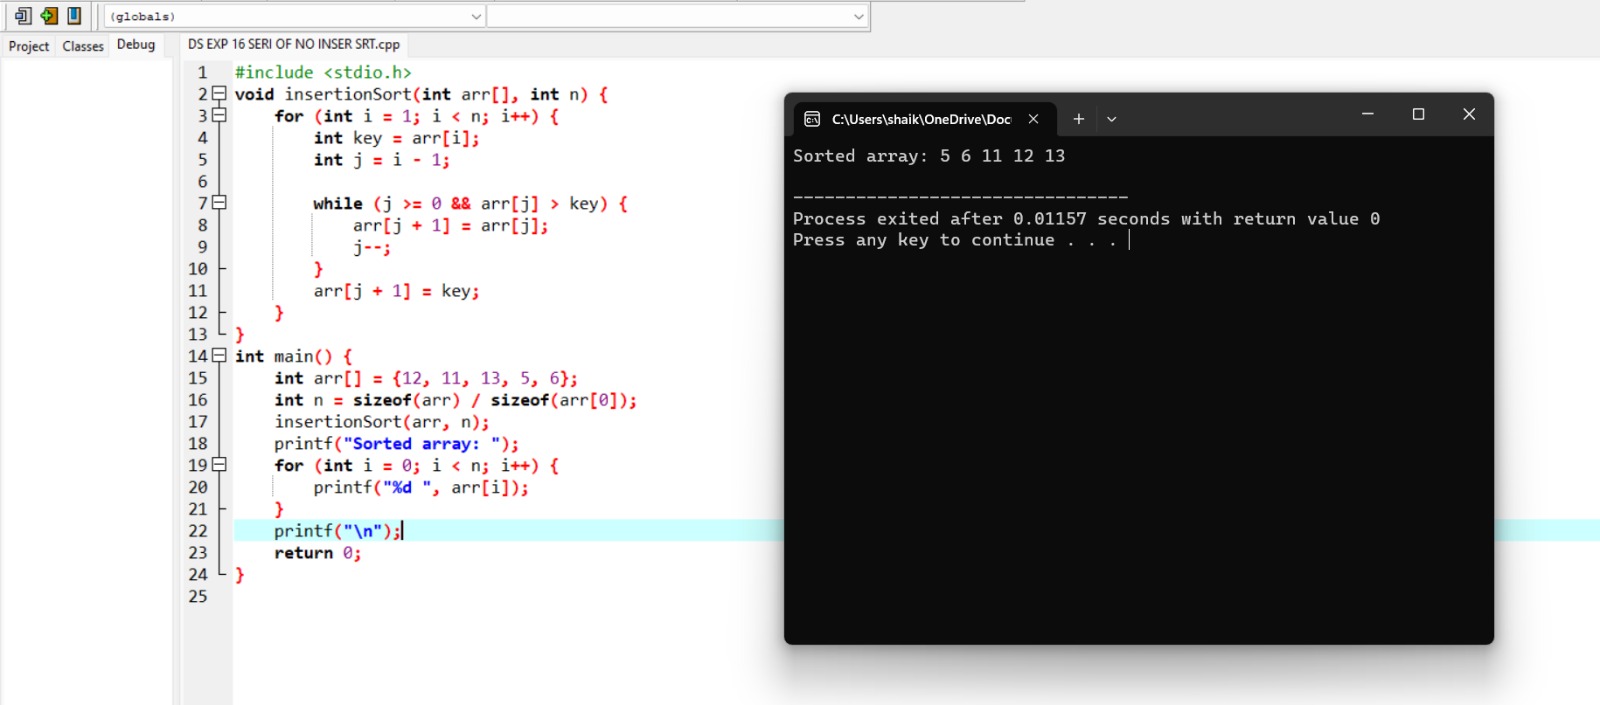 (globals)
Project Classes Debug
DS EXP 16 SERI OF NO INSER SRT.cpp
1 #include <stdio.h>
2 void insertionSort(int arr[], int n) {
3     for (int i = 1; i < n; i++) {
4         int key = arr[i];
5         int j = i - 1;
6
7         while (j >= 0 && arr[j] > key) {
8             arr[j + 1] = arr[j];
9             j--;
10         }
11         arr[j + 1] = key;
12     }
13 }
14 int main() {
15     int arr[] = {12, 11, 13, 5, 6};
16     int n = sizeof(arr) / sizeof(arr[0]);
17     insertionSort(arr, n);
18     printf("Sorted array: ");
19     for (int i = 0; i < n; i++) {
20         printf("%d ", arr[i]);
21     }
22     printf("\n");
23     return 0;
24 }
25
C:\Users\shaik\OneDrive\Doc
Sorted array: 5 6 11 12 13
--------------------------------
Process exited after 0.01157 seconds with return value 0
Press any key to continue . . .